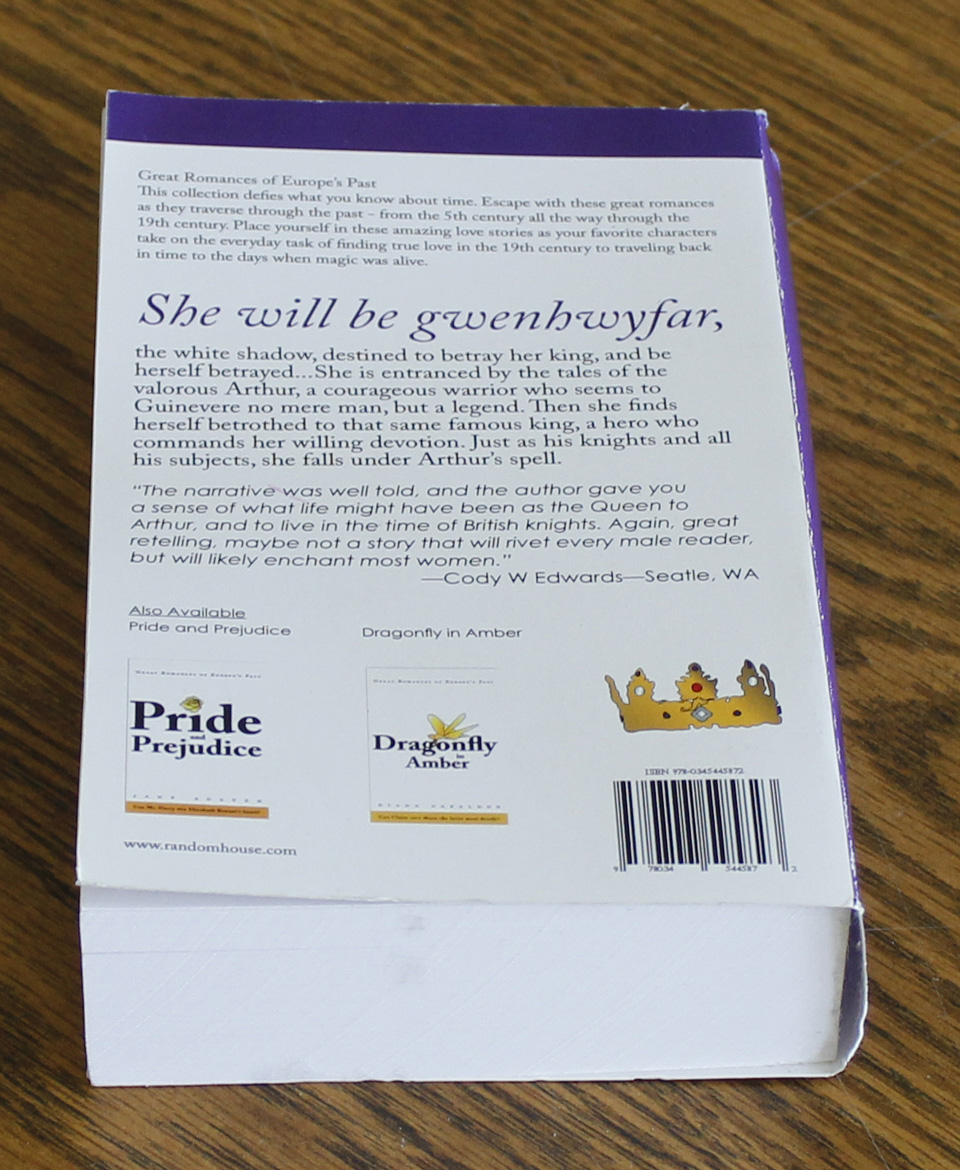 Great Romances of Europe's Past
This collection defies what you know about time. Escape with these great romances
as they traverse through the past – from the 5th century all the way through the
19th century. Place yourself in these amazing love stories as your favorite characters
take on the everyday task of finding true love in the 19th century to traveling back
in time to the days when magic was alive.
She will be gwenhwyfar,
the white shadow, destined to betray her king, and be
herself betrayed...She is entranced by the tales of the
valorous Arthur, a courageous warrior who seems to
Guinevere no mere man, but a legend. Then she finds
herself betrothed to that same famous king, a hero who
commands her willing devotion. Just as his knights and all
his subjects, she falls under Arthur's spell.
"The narrative was well told, and the author gave you
a sense of what life might have been as the Queen to
Arthur, and to live in the time of British knights. Again, great
retelling, maybe not a story that will rivet every male reader,
but will likely enchant most women."
—Cody W Edwards—Seatle, WA
Also Available
Pride and Prejudice
Dragonfly in Amber
Great Romances of Europe's Past
Pride
and
Prejudice
JANE AUSTEN
Great Romances of Europe's Past
Dragonfly
in
Amber
DIANA GABALDON
ISBN 978-0345445872
9 78034 544587 2
www.randomhouse.com